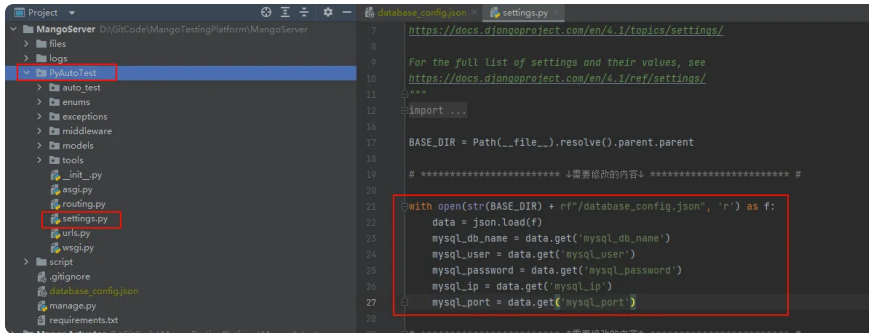 Project
MangoServer D:\GitCode\MangoTestingPlatform\MangoServer
files
logs
PyAutoTest
auto_test
enums
exceptions
middleware
models
tools
__init__.py
asgi.py
routing.py
settings.py
urls.py
wsgi.py
script
.gitignore
database_config.json
manage.py
requirements.txt
database_config.json
settings.py
7 https://docs.djangoproject.com/en/4.1/topics/settings/
8
9 For the full list of settings and their values, see
10 https://docs.djangoproject.com/en/4.1/ref/settings/
11 """
12 import ...
16
17 BASE_DIR = Path(__file__).resolve().parent.parent
18
19 # ************************ ↓需要修改的内容↓ ************************ #
20
21 with open(str(BASE_DIR) + rf"/database_config.json", 'r') as f:
22 data = json.load(f)
23 mysql_db_name = data.get('mysql_db_name')
24 mysql_user = data.get('mysql_user')
25 mysql_password = data.get('mysql_password')
26 mysql_ip = data.get('mysql_ip')
27 mysql_port = data.get('mysql_port')